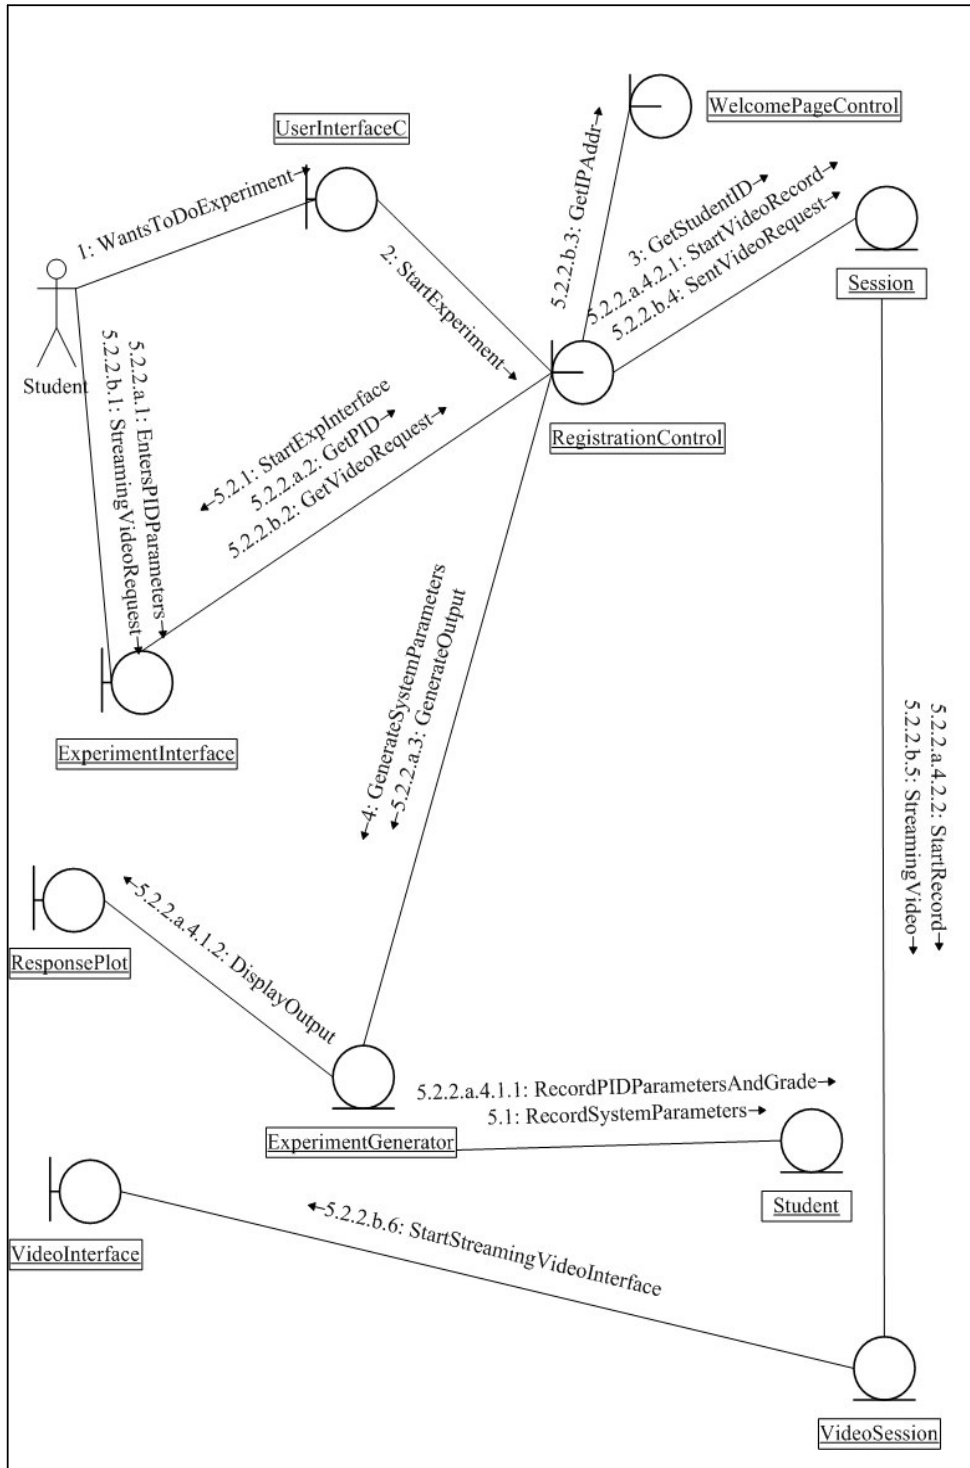 WelcomePageControl
UserInterfaceC
1: WantsToDoExperiment→
5.2.2.b.3: GetIPAddr→
3: GetStudentID→
5.2.2.a.4.2.1: StartVideoRecord→
5.2.2.b.4: SentVideoRequest→
Session
2: StartExperiment→
Student
5.2.2.a.1: EntersPIDParameters→
5.2.2.b.1: StreamingVideoRequest→
RegistrationControl
←5.2.1: StartExpInterface
5.2.2.a.2: GetPID→
5.2.2.b.2: GetVideoRequest→
ExperimentInterface
←4: GenerateSystemParameters
←5.2.2.a.3: GenerateOutput
5.2.2.a.4.2.2: StartRecord→
5.2.2.b.5: StreamingVideo→
ResponsePlot
←5.2.2.a.4.1.2: DisplayOutput
5.2.2.a.4.1.1: RecordPIDParametersAndGrade→
5.1: RecordSystemParameters→
ExperimentGenerator
Student
VideoInterface
←5.2.2.b.6: StartStreamingVideoInterface
VideoSession